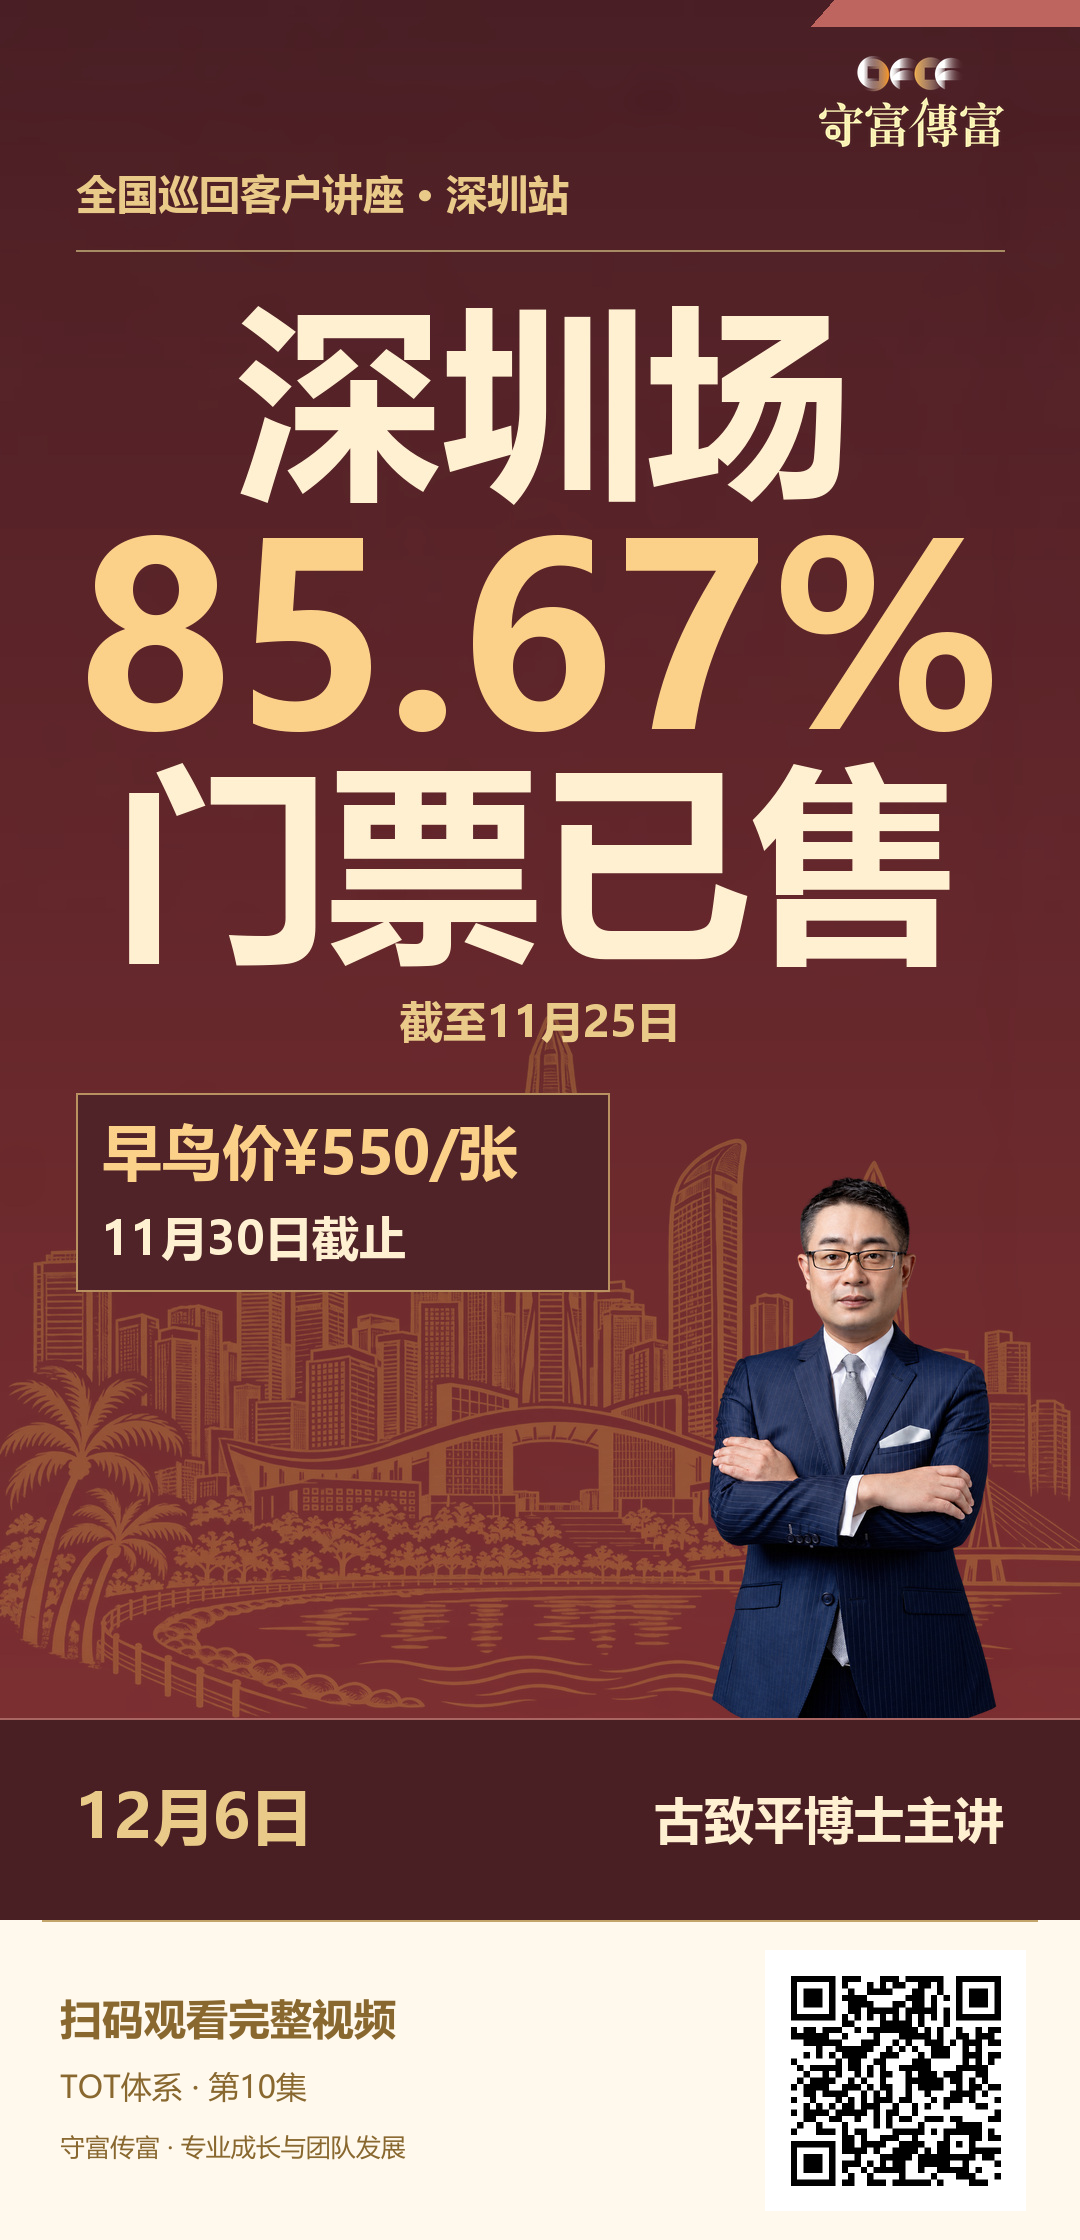 OFCF
守富傳富
全国巡回客户讲座·深圳站
深圳场
85.67%
门票已售
截至11月25日
早鸟价¥550/张
11月30日截止
12月6日
古致平博士主讲
扫码观看完整视频
TOT体系·第10集
守富传富·专业成长与团队发展